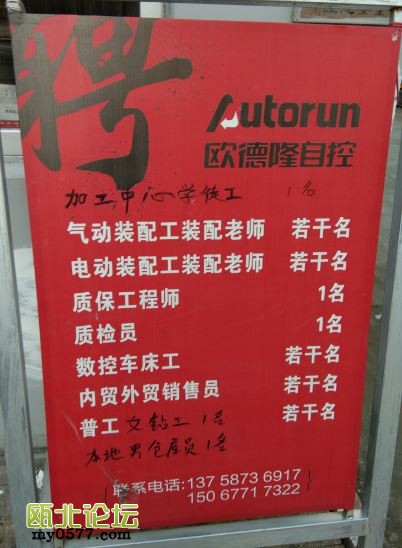 聘
Autorun
欧德隆自控
加工中心学徒工 1名
气动装配工装配老师 若干名
电动装配工装配老师 若干名
质保工程师 1名
质检员 1名
数控车床工 若干名
内贸外贸销售员 若干名
普工 文钻工 1名 若干名
本地男仓库员 1名
联系电话:137 5873 6917
150 6771 7322
瓯北论坛
my0577.com